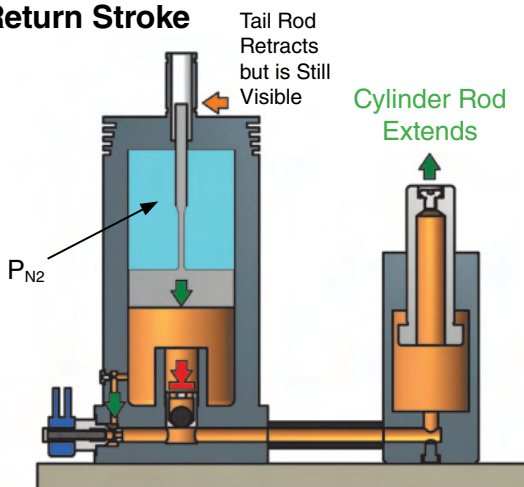 Return Stroke
Tail Rod
Retracts
but is Still
Visible
Cylinder Rod
Extends
PN2